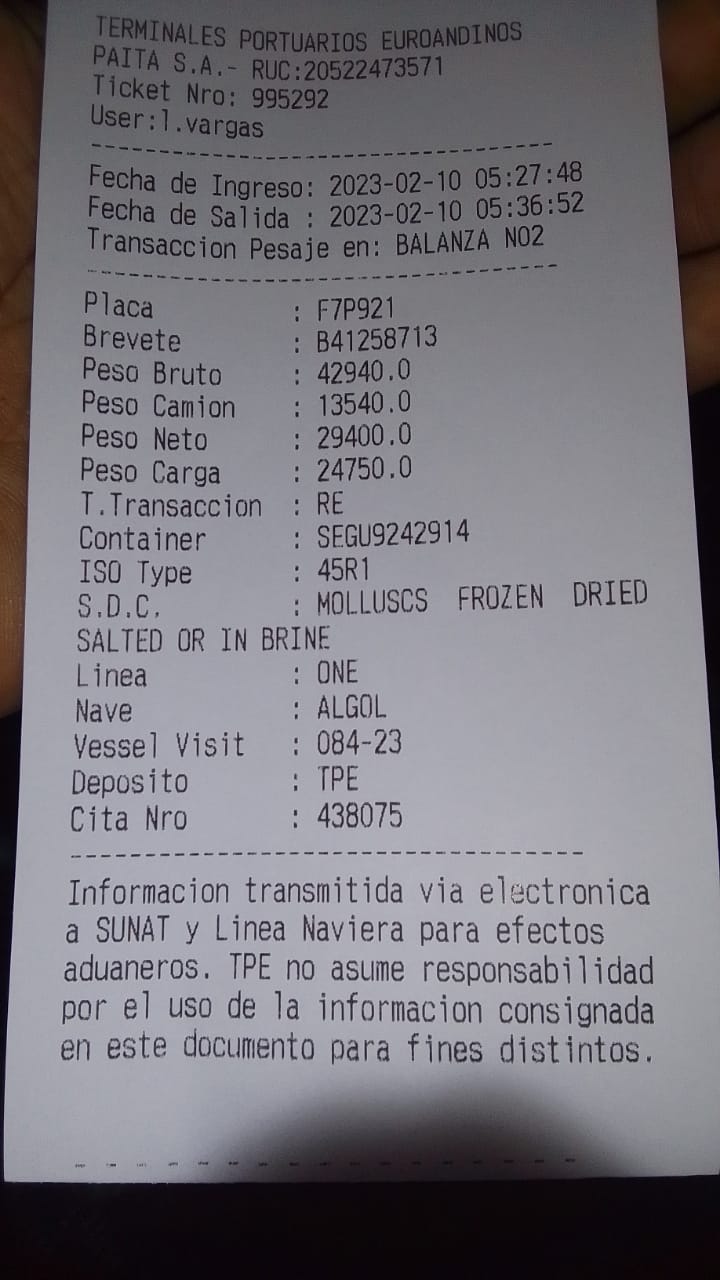 TERMINALES PORTUARIOS EUROANDINOS
PAITA S.A.- RUC:20522473571
Ticket Nro: 995292
User:l.vargas
Fecha de Ingreso: 2023-02-10 05:27:48
Fecha de Salida : 2023-02-10 05:36:52
Transaccion Pesaje en: BALANZA NO2
Placa : F7P921
Brevete : B41258713
Peso Bruto : 42940.0
Peso Camion : 13540.0
Peso Neto : 29400.0
Peso Carga : 24750.0
T.Transaccion : RE
Container : SEGU9242914
ISO Type : 45R1
S.D.C. : MOLLUSCS FROZEN DRIED
SALTED OR IN BRINE
Linea : ONE
Nave : ALGOL
Vessel Visit : 084-23
Deposito : TPE
Cita Nro : 438075
Informacion transmitida via electronica
a SUNAT y Linea Naviera para efectos
aduaneros. TPE no asume responsabilidad
por el uso de la informacion consignada
en este documento para fines distintos.